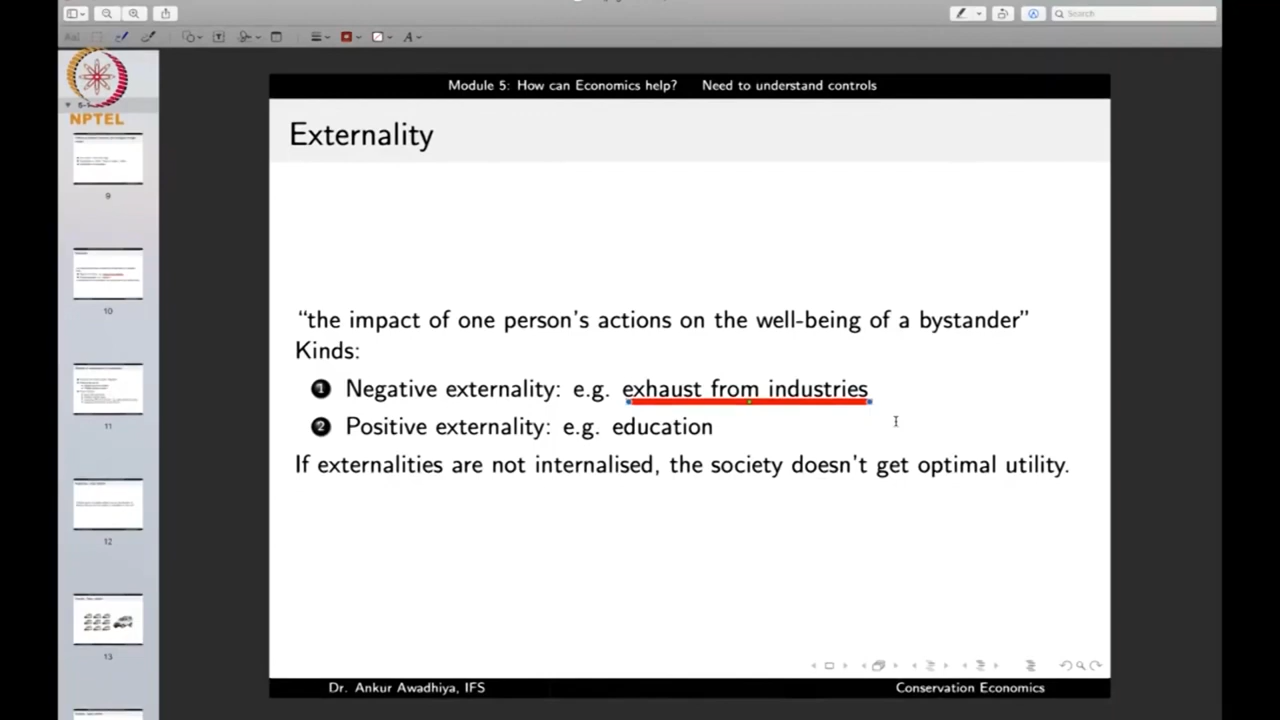 Search
NPTEL
9
10
11
12
13
Module 5: How can Economics help? Need to understand controls
Externality
“the impact of one person’s actions on the well-being of a bystander”
Kinds:
1 Negative externality: e.g. exhaust from industries
2 Positive externality: e.g. education
If externalities are not internalised, the society doesn’t get optimal utility.
Dr. Ankur Awadhiya, IFS Conservation Economics